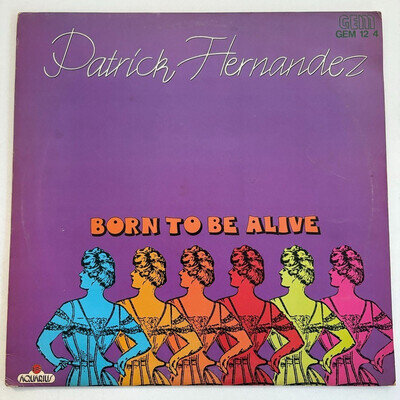 GEM
GEM 12 4
Patrick Hernandez
BORN TO BE ALIVE
AQUARIUS